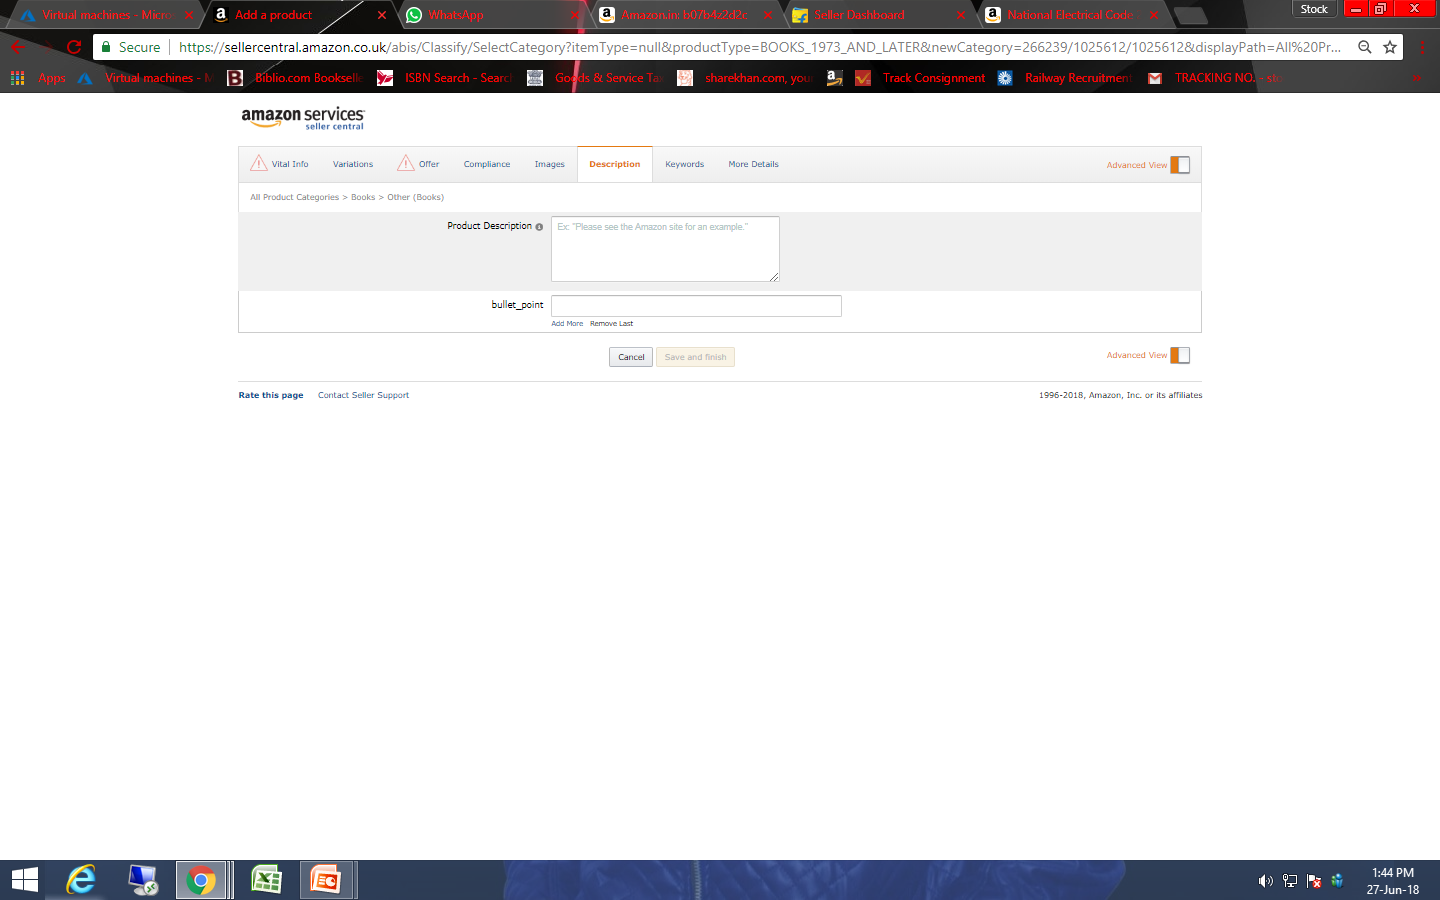 Virtual machines - Micros
Add a product
WhatsApp
Amazon.in: b07b4z2d2c
Seller Dashboard
National Electrical Code
Stock
Secure
https://sellercentral.amazon.co.uk/abis/Classify/SelectCategory?itemType=null&productType=BOOKS_1973_AND_LATER&newCategory=266239/1025612/1025612&displayPath=All%20Pr...
Apps
Virtual machines - M
Biblio.com Bookselle
ISBN Search - Search
Goods & Service Tax
sharekhan.com, your
Track Consignment
Railway Recruitment
TRACKING NO. -
amazon services
seller central
Vital Info
Variations
Offer
Compliance
Images
Description
Keywords
More Details
Advanced View
All Product Categories > Books > Other (Books)
Product Description
Ex: "Please see the Amazon site for an example."
bullet_point
Add More
Remove Last
Cancel
Save and finish
Advanced View
Rate this page
Contact Seller Support
1996-2018, Amazon, Inc. or its affiliates
1:44 PM
27-Jun-18